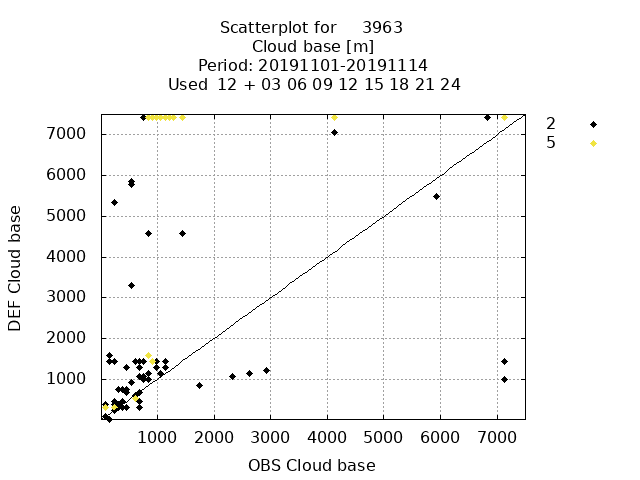 Scatterplot for 3963
Cloud base [m]
Period: 20191101-20191114
Used 12 + 03 06 09 12 15 18 21 24
2
5
7000
6000
5000
4000
3000
2000
1000
DEF Cloud base
1000 2000 3000 4000 5000 6000 7000
OBS Cloud base